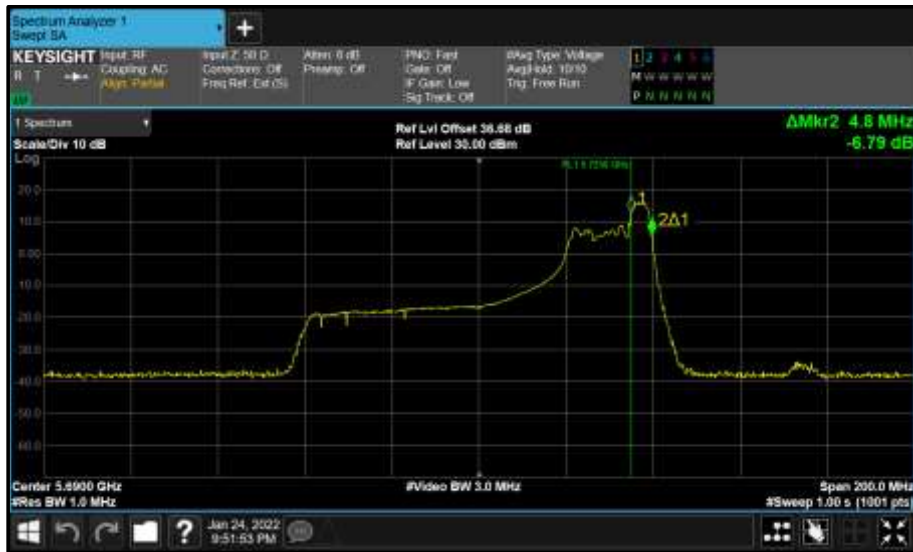 Spectrum Analyzer 1
Swept SA
KEYSIGHT
R T
Input: RF
Coupling: AC
Align: Partial
Input Z: 50 Ω
Corrections: Off
Freq Ref: Ext (S)
Atten: 6 dB
Preamp: Off
PNO: Fast
Gate: Off
IF Gain: Low
Sig Track: Off
#Avg Type: Voltage
Avg|Hold: 10/10
Trig: Free Run
1 2 3 4 5 6
M W W W W W
P N N N N N
1 Spectrum
Scale/Div 10 dB
Ref Lvl Offset 36.68 dB
Ref Level 30.00 dBm
ΔMkr2 4.8 MHz
-6.79 dB
Log
20.0
10.0
0.00
-10.0
-20.0
-30.0
-40.0
-50.0
-60.0
1
2Δ1
Center 5.6900 GHz
#Res BW 1.0 MHz
#Video BW 3.0 MHz
Span 200.0 MHz
#Sweep 1.00 s (1001 pts)
?
Jan 24, 2022
9:51:53 PM